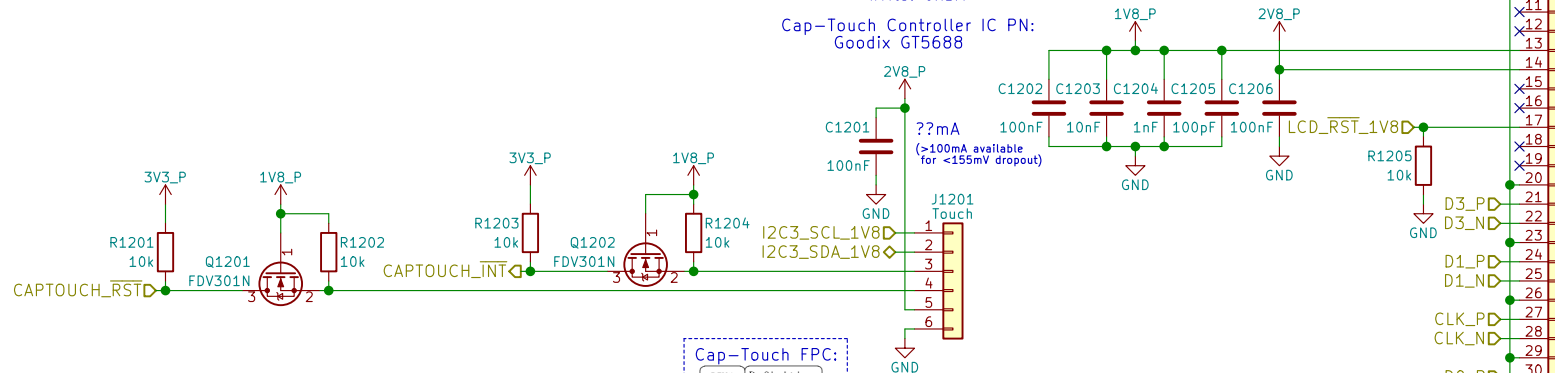 Cap-Touch Controller IC PN:
Goodix GT5688
2V8_P
C1201
100nF
GND
??mA
(>100mA available
for <155mV dropout)
3V3_P
R1201
10k
1V8_P
Q1201
FDV301N
1
3
2
R1202
10k
CAPTOUCH_RST
3V3_P
R1203
10k
CAPTOUCH_INT
1V8_P
Q1202
FDV301N
1
3
2
R1204
10k
I2C3_SCL_1V8
I2C3_SDA_1V8
J1201
Touch
1
2
3
4
5
6
GND
Cap-Touch FPC:
1V8_P
2V8_P
C1202
100nF
C1203
10nF
C1204
1nF
C1205
100pF
C1206
100nF
GND
GND
LCD_RST_1V8
R1205
10k
GND
D3_P
D3_N
D1_P
D1_N
CLK_P
CLK_N
11
12
13
14
15
16
17
18
19
20
21
22
23
24
25
26
27
28
29
30